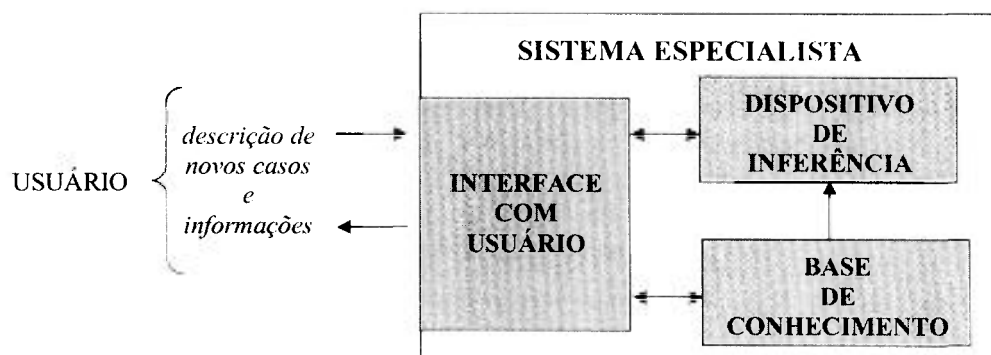 SISTEMA ESPECIALISTA
USUÁRIO
descrição de
novos casos
e
informações
INTERFACE
COM
USUÁRIO
DISPOSITIVO
DE
INFERÊNCIA
BASE
DE
CONHECIMENTO